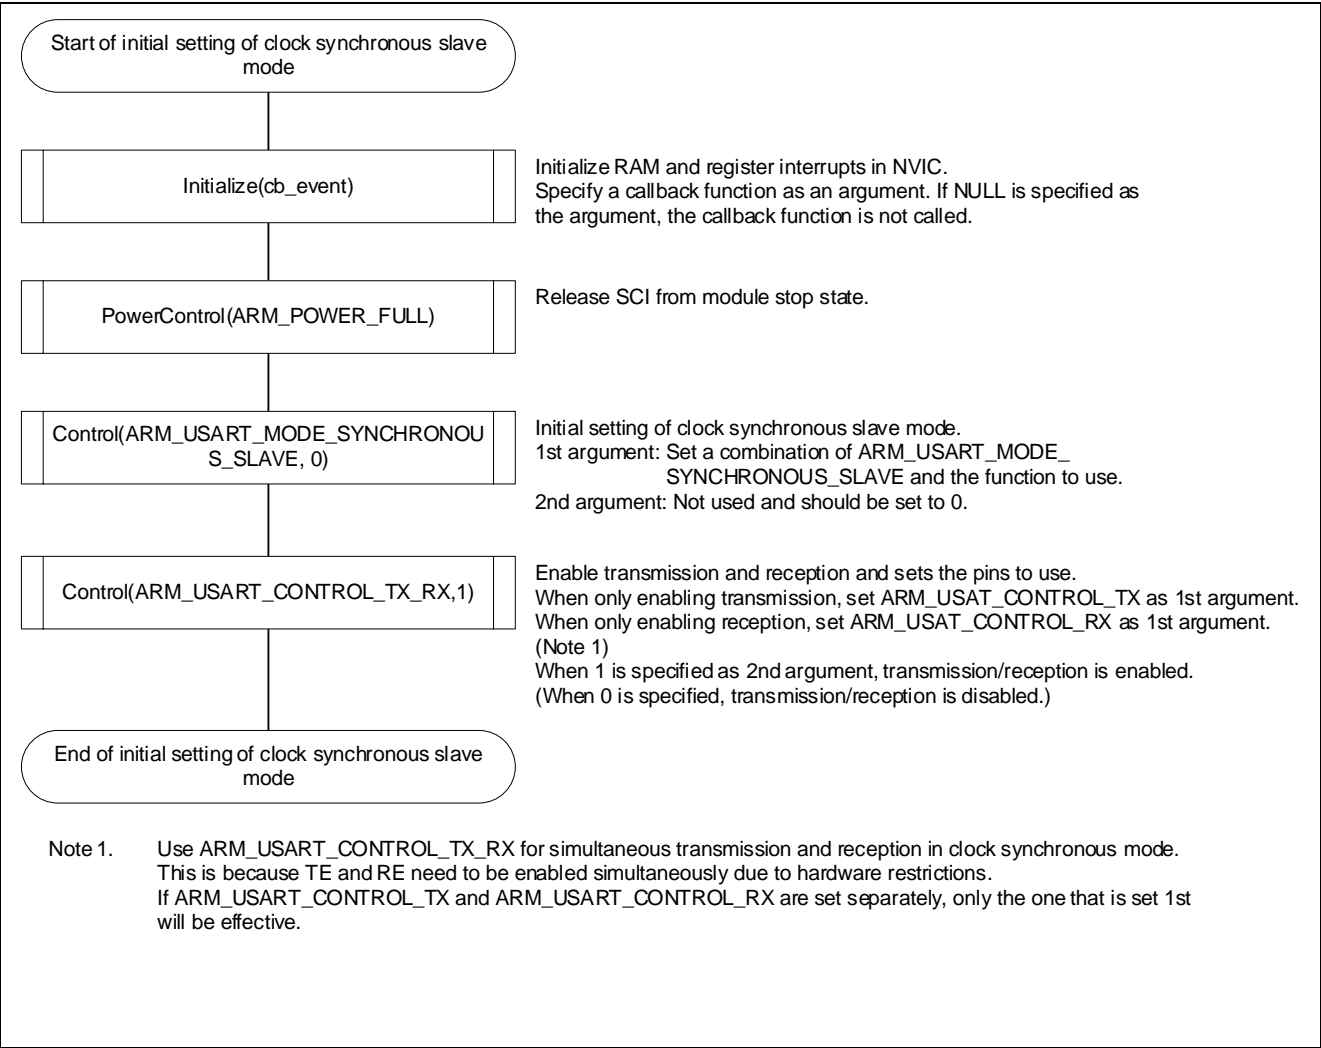 Start of initial setting of clock synchronous slave
mode
Initialize(cb_event)
Initialize RAM and register interrupts in NVIC.
Specify a callback function as an argument. If NULL is specified as
the argument, the callback function is not called.
PowerControl(ARM_POWER_FULL)
Release SCI from module stop state.
Control(ARM_USART_MODE_SYNCHRONOU
S_SLAVE, 0)
Initial setting of clock synchronous slave mode.
1st argument: Set a combination of ARM_USART_MODE_
SYNCHRONOUS_SLAVE and the function to use.
2nd argument: Not used and should be set to 0.
Control(ARM_USART_CONTROL_TX_RX,1)
Enable transmission and reception and sets the pins to use.
When only enabling transmission, set ARM_USAT_CONTROL_TX as 1st argument.
When only enabling reception, set ARM_USAT_CONTROL_RX as 1st argument.
(Note 1)
When 1 is specified as 2nd argument, transmission/reception is enabled.
(When 0 is specified, transmission/reception is disabled.)
End of initial setting of clock synchronous slave
mode
Note 1. Use ARM_USART_CONTROL_TX_RX for simultaneous transmission and reception in clock synchronous mode.
This is because TE and RE need to be enabled simultaneously due to hardware restrictions.
If ARM_USART_CONTROL_TX and ARM_USART_CONTROL_RX are set separately, only the one that is set 1st
will be effective.